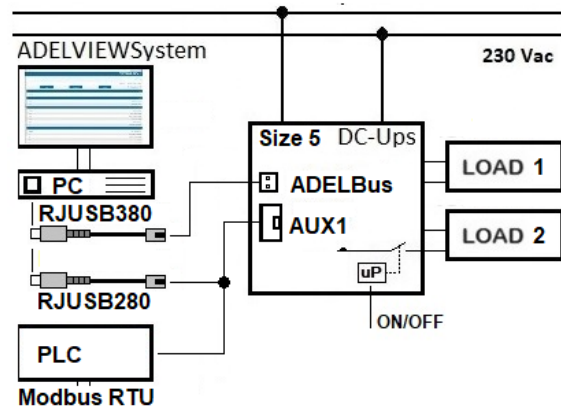 ADELVIEWSystem
230 Vac
Size 5 DC-Ups
LOAD 1
PC
ADELBus
RJUSB380
AUX1
LOAD 2
uP
RJUSB280
ON/OFF
PLC
Modbus RTU